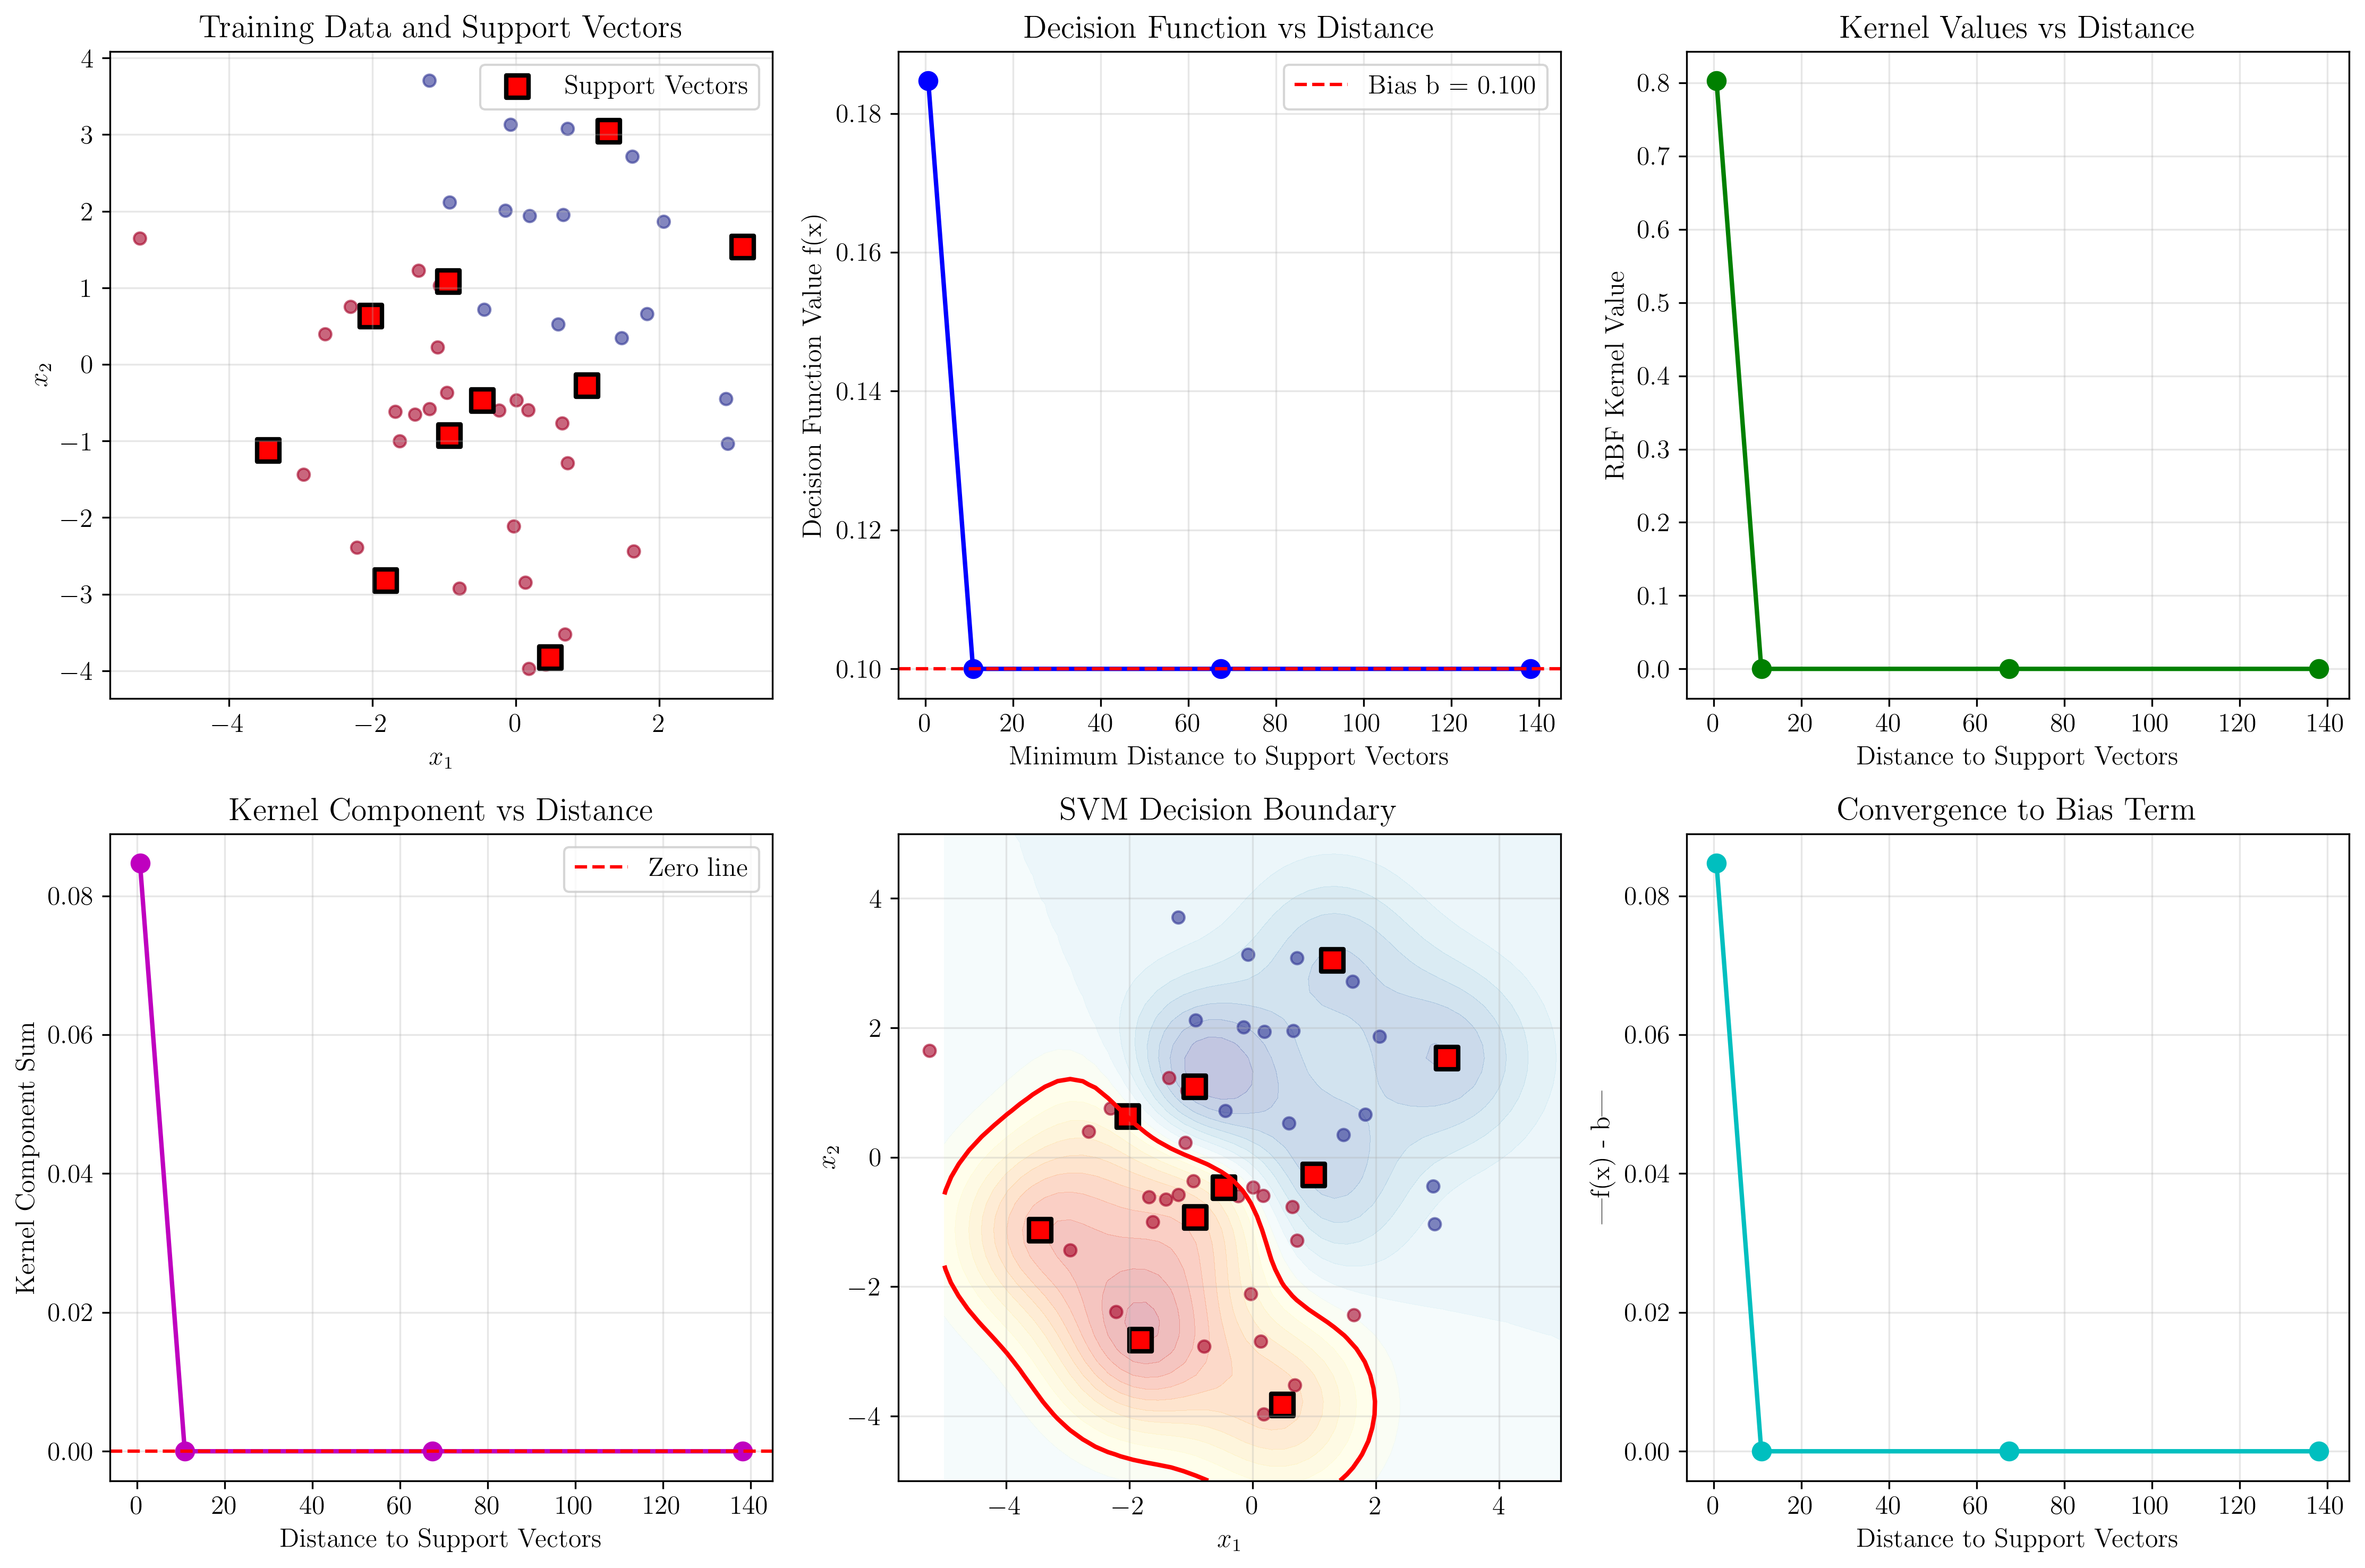 Training Data and Support Vectors
Support Vectors
4
3
2
1
0
−1
−2
−3
−4
x₂
−4 −2 0 2
x₁
Decision Function vs Distance
Bias b = 0.100
0.18
0.16
0.14
0.12
0.10
Decision Function Value f(x)
0 20 40 60 80 100 120 140
Minimum Distance to Support Vectors
Kernel Values vs Distance
0.8
0.7
0.6
0.5
0.4
0.3
0.2
0.1
0.0
RBF Kernel Value
0 20 40 60 80 100 120 140
Distance to Support Vectors
Kernel Component vs Distance
Zero line
0.08
0.06
0.04
0.02
0.00
Kernel Component Sum
0 20 40 60 80 100 120 140
Distance to Support Vectors
SVM Decision Boundary
4
2
0
−2
−4
x₂
−4 −2 0 2 4
x₁
Convergence to Bias Term
0.08
0.06
0.04
0.02
0.00
—f(x) - b—
0 20 40 60 80 100 120 140
Distance to Support Vectors